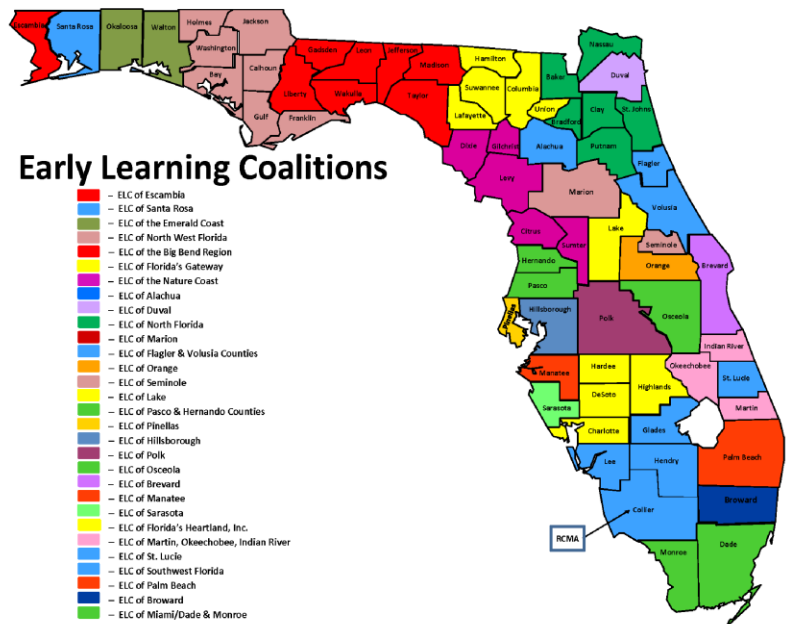 Escambia
Santa Rosa
Okaloosa
Walton
Holmes
Jackson
Washington
Bay
Calhoun
Gulf
Franklin
Gadsden
Leon
Jefferson
Madison
Liberty
Wakulla
Taylor
Hamilton
Suwannee
Columbia
Lafayette
Union
Baker
Nassau
Duval
Bradford
Clay
St. Johns
Putnam
Dixie
Gilchrist
Alachua
Levy
Marion
Flagler
Volusia
Citrus
Sumter
Lake
Seminole
Orange
Brevard
Hernando
Pasco
Pinellas
Hillsborough
Polk
Osceola
Indian River
Manatee
Hardee
Highlands
Okeechobee
St. Lucie
Sarasota
DeSoto
Martin
Charlotte
Glades
Lee
Hendry
Palm Beach
Collier
Broward
RCMA
Monroe
Dade
Early Learning Coalitions
– ELC of Escambia
– ELC of Santa Rosa
– ELC of the Emerald Coast
– ELC of North West Florida
– ELC of the Big Bend Region
– ELC of Florida's Gateway
– ELC of the Nature Coast
– ELC of Alachua
– ELC of Duval
– ELC of North Florida
– ELC of Marion
– ELC of Flagler & Volusia Counties
– ELC of Orange
– ELC of Seminole
– ELC of Lake
– ELC of Pasco & Hernando Counties
– ELC of Pinellas
– ELC of Hillsborough
– ELC of Polk
– ELC of Osceola
– ELC of Brevard
– ELC of Manatee
– ELC of Sarasota
– ELC of Florida's Heartland, Inc.
– ELC of Martin, Okeechobee, Indian River
– ELC of St. Lucie
– ELC of Southwest Florida
– ELC of Palm Beach
– ELC of Broward
– ELC of Miami/Dade & Monroe